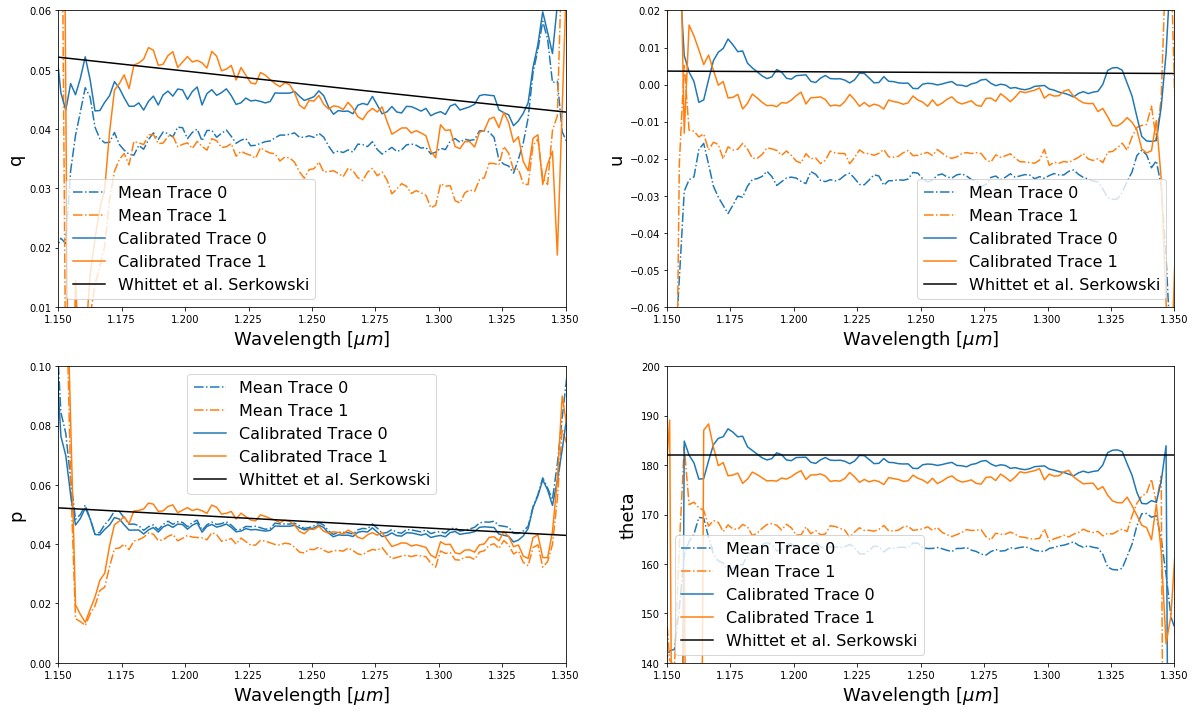 0.06
0.05
0.04
0.03
0.02
0.01
q
Mean Trace 0
Mean Trace 1
Calibrated Trace 0
Calibrated Trace 1
Whittet et al. Serkowski
1.150 1.175 1.200 1.225 1.250 1.275 1.300 1.325 1.350
Wavelength [μm]
0.02
0.01
0.00
−0.01
−0.02
−0.03
−0.04
−0.05
−0.06
u
Mean Trace 0
Mean Trace 1
Calibrated Trace 0
Calibrated Trace 1
Whittet et al. Serkowski
1.150 1.175 1.200 1.225 1.250 1.275 1.300 1.325 1.350
Wavelength [μm]
0.10
0.08
0.06
0.04
0.02
0.00
p
Mean Trace 0
Mean Trace 1
Calibrated Trace 0
Calibrated Trace 1
Whittet et al. Serkowski
1.150 1.175 1.200 1.225 1.250 1.275 1.300 1.325 1.350
Wavelength [μm]
200
190
180
170
160
150
140
theta
Mean Trace 0
Mean Trace 1
Calibrated Trace 0
Calibrated Trace 1
Whittet et al. Serkowski
1.150 1.175 1.200 1.225 1.250 1.275 1.300 1.325 1.350
Wavelength [μm]